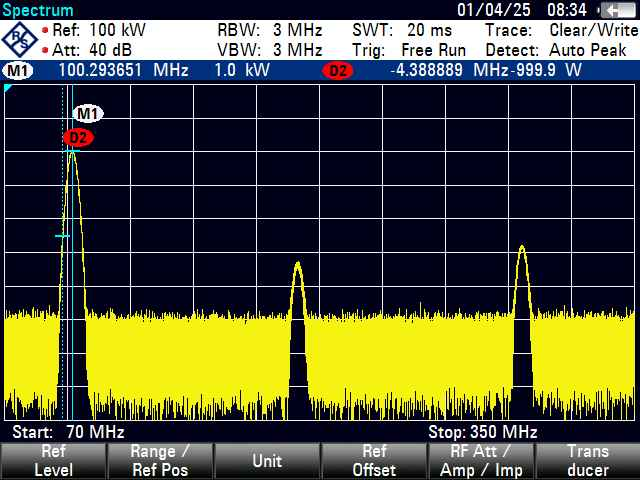 Spectrum 01/04/25 08:34
R S Ref: 100 kW RBW: 3 MHz SWT: 20 ms Trace: Clear/Write
Att: 40 dB VBW: 3 MHz Trig: Free Run Detect: Auto Peak
M1 100.293651 MHz 1.0 kW D2 -4.388889 MHz -999.9 W
M1
D2
Start: 70 MHz Stop: 350 MHz
Ref Level
Range / Ref Pos
Unit
Ref Offset
RF Att / Amp / Imp
Trans ducer